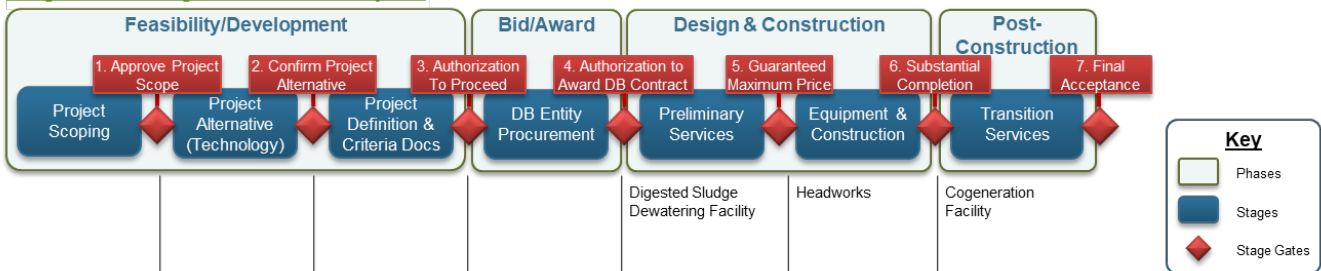 Feasibility/Development
Bid/Award
Design & Construction
Post-
Construction
1. Approve Project
Scope
2. Confirm Project
Alternative
3. Authorization
To Proceed
4. Authorization to
Award DB Contract
5. Guaranteed
Maximum Price
6. Substantial
Completion
7. Final
Acceptance
Project
Scoping
Project
Alternative
(Technology)
Project
Definition &
Criteria Docs
DB Entity
Procurement
Preliminary
Services
Equipment &
Construction
Transition
Services
Digested Sludge
Dewatering Facility
Headworks
Cogeneration
Facility
Key
Phases
Stages
Stage Gates